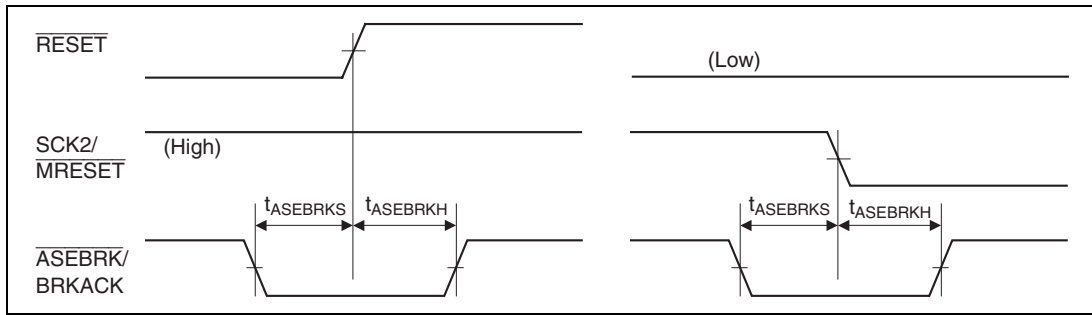 RESET
(Low)
SCK2/
MRESET
(High)
tASEBRKS
tASEBRKH
tASEBRKS
tASEBRKH
ASEBRK/
BRKACK